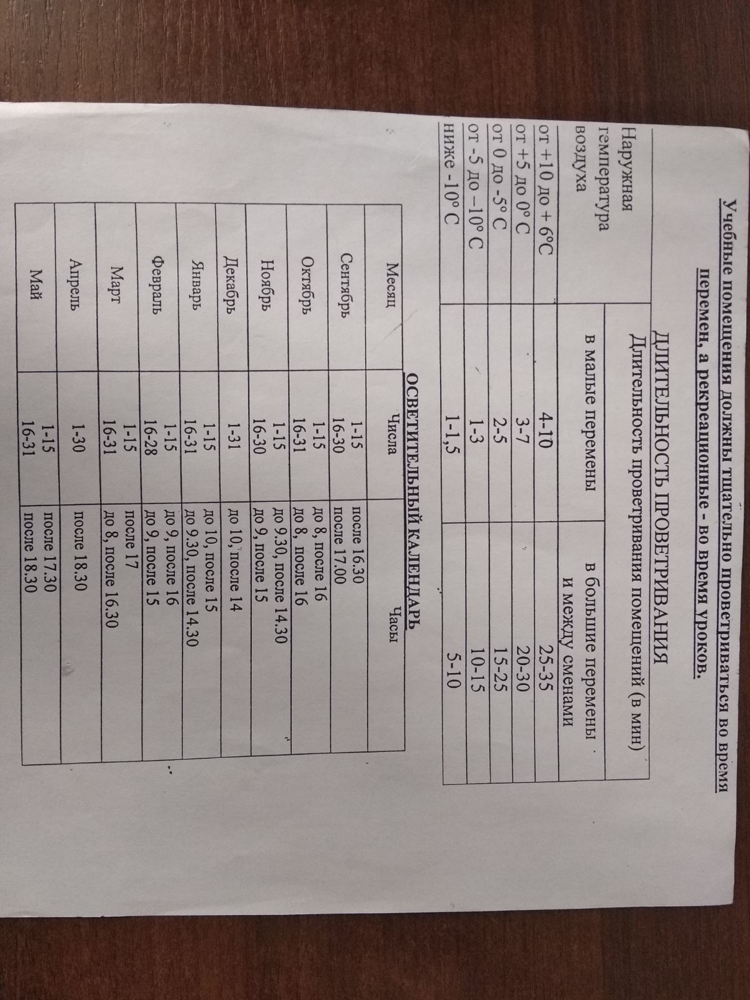 Учебные помещения должны тщательно проветриваться во время
перемен, а рекреационные - во время уроков.
ДЛИТЕЛЬНОСТЬ ПРОВЕТРИВАНИЯ
Наружная температура воздуха
Длительность проветривания помещений (в мин)
в малые перемены
в большие перемены
и между сменами
от +10 до + 6°С 4-10 25-35
от +5 до 0° С 3-7 20-30
от 0 до -5° С 2-5 15-25
от -5 до –10° С 1-3 10-15
ниже -10° С 1-1,5 5-10
ОСВЕТИТЕЛЬНЫЙ КАЛЕНДАРЬ
Месяц Числа Часы
Сентябрь 1-15 после 16.30
16-30 после 17.00
Октябрь 1-15 до 8, после 16
16-31 до 8, после 16
Ноябрь 1-15 до 9.30, после 14.30
16-30 до 9, после 15
Декабрь 1-31 до 10, после 14
Январь 1-15 до 10, после 15
16-31 до 9.30, после 14.30
Февраль 1-15 до 9, после 16
16-28 до 9, после 15
Март 1-15 после 17
16-31 до 8, после 16.30
Апрель 1-30 после 18.30
Май 1-15 после 17.30
16-31 после 18.30